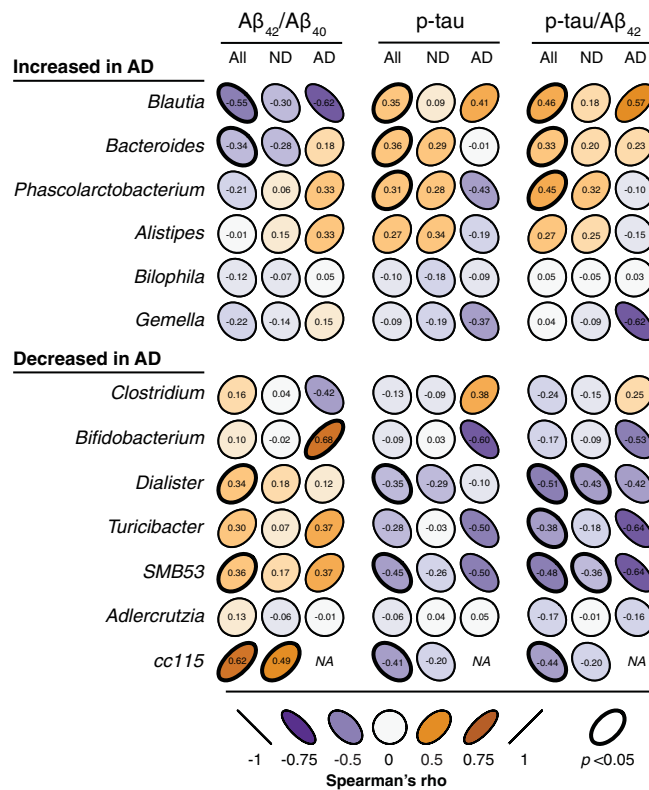 Aβ42/Aβ40 p-tau p-tau/Aβ42
All ND AD All ND AD All ND AD
Increased in AD
Blautia -0.55 -0.30 -0.62 0.35 0.09 0.41 0.46 0.18 0.57
Bacteroides -0.34 -0.28 0.18 0.36 0.29 -0.01 0.33 0.20 0.23
Phascolarctobacterium -0.21 0.06 0.33 0.31 0.28 -0.43 0.45 0.32 -0.10
Alistipes -0.01 0.15 0.33 0.27 0.34 -0.19 0.27 0.25 -0.15
Bilophila -0.12 -0.07 0.05 -0.10 -0.18 -0.09 0.05 -0.05 0.03
Gemella -0.22 -0.14 0.15 -0.09 -0.19 -0.37 0.04 -0.09 -0.62
Decreased in AD
Clostridium 0.16 0.04 -0.42 -0.13 -0.09 0.38 -0.24 -0.15 0.25
Bifidobacterium 0.10 -0.02 0.68 -0.09 0.03 -0.60 -0.17 -0.09 -0.53
Dialister 0.34 0.18 0.12 -0.35 -0.29 -0.10 -0.51 -0.43 -0.42
Turicibacter 0.30 0.07 0.37 -0.28 -0.03 -0.50 -0.38 -0.18 -0.64
SMB53 0.36 0.17 0.37 -0.45 -0.26 -0.50 -0.48 -0.36 -0.64
Adlercrutzia 0.13 -0.06 -0.01 -0.06 0.04 0.05 -0.17 -0.01 -0.16
cc115 0.62 0.49 NA -0.41 -0.20 NA -0.44 -0.20 NA
-1 -0.75 -0.5 0 0.5 0.75 1 p<0.05
Spearman's rho